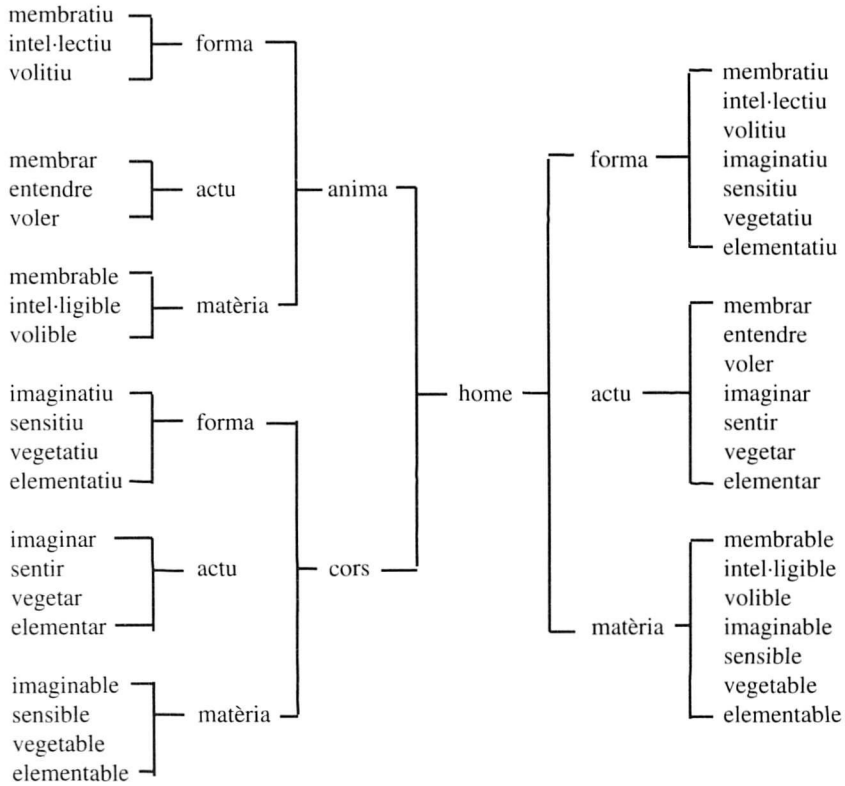 membratiu
intel·lectiu
volitiu
forma
membrar
entendre
voler
actu
membrable
intel·ligible
volible
matèria
anima
imaginatiu
sensitiu
vegetatiu
elementatiu
forma
imaginar
sentir
vegetar
elementar
actu
imaginable
sensible
vegetable
elementable
matèria
cors
home
forma
membratiu
intel·lectiu
volitiu
imaginatiu
sensitiu
vegetatiu
elementatiu
actu
membrar
entendre
voler
imaginar
sentir
vegetar
elementar
matèria
membrable
intel·ligible
volible
imaginable
sensible
vegetable
elementable